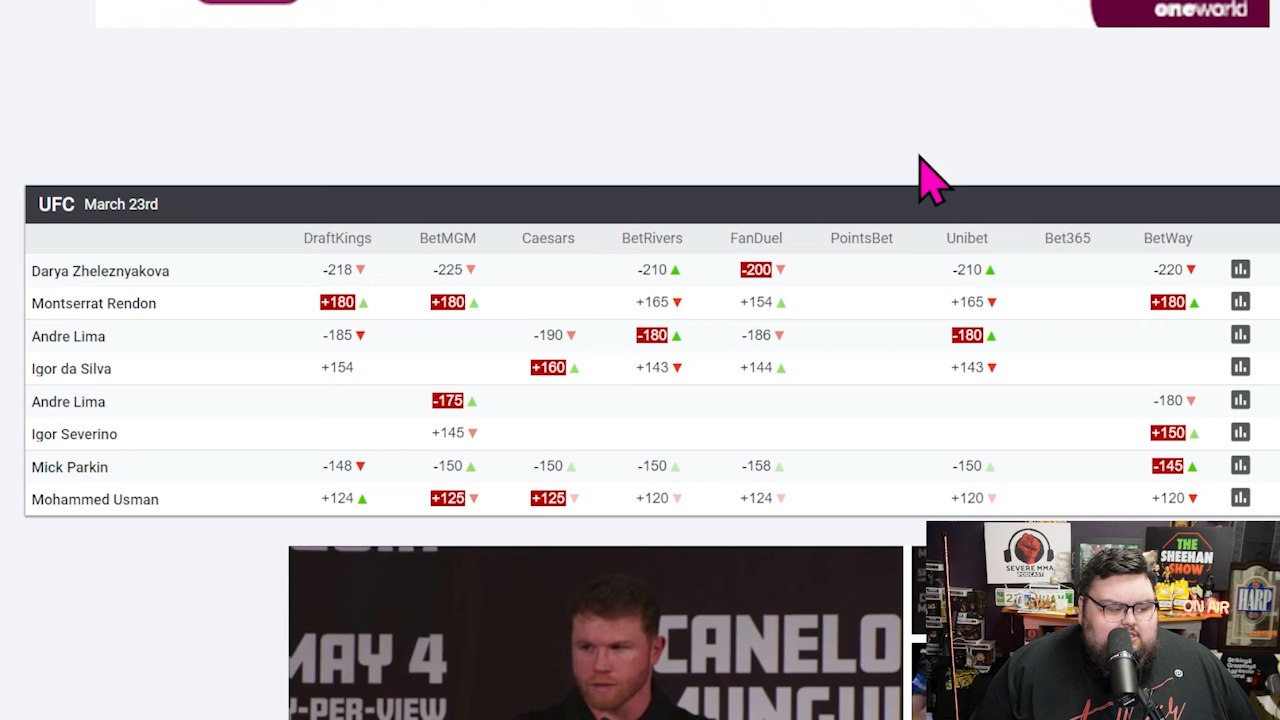 oneworld
UFC March 23rd
DraftKings BetMGM Caesars BetRivers FanDuel PointsBet Unibet Bet365 BetWay
Darya Zheleznyakova -218 -225 -210 -200 -210 -220
Montserrat Rendon +180 +180 +165 +154 +165 +180
Andre Lima -185 -190 -180 -186 -180
Igor da Silva +154 +160 +143 +144 +143
Andre Lima -175 -180
Igor Severino +145 +150
Mick Parkin -148 -150 -150 -150 -158 -150 -145
Mohammed Usman +124 +125 +125 +120 +124 +120 +120
MAY 4
CANELO
SEVERE MMA
PODCAST
THE
SHEEHAN
SHOW
ON AIR
HARP